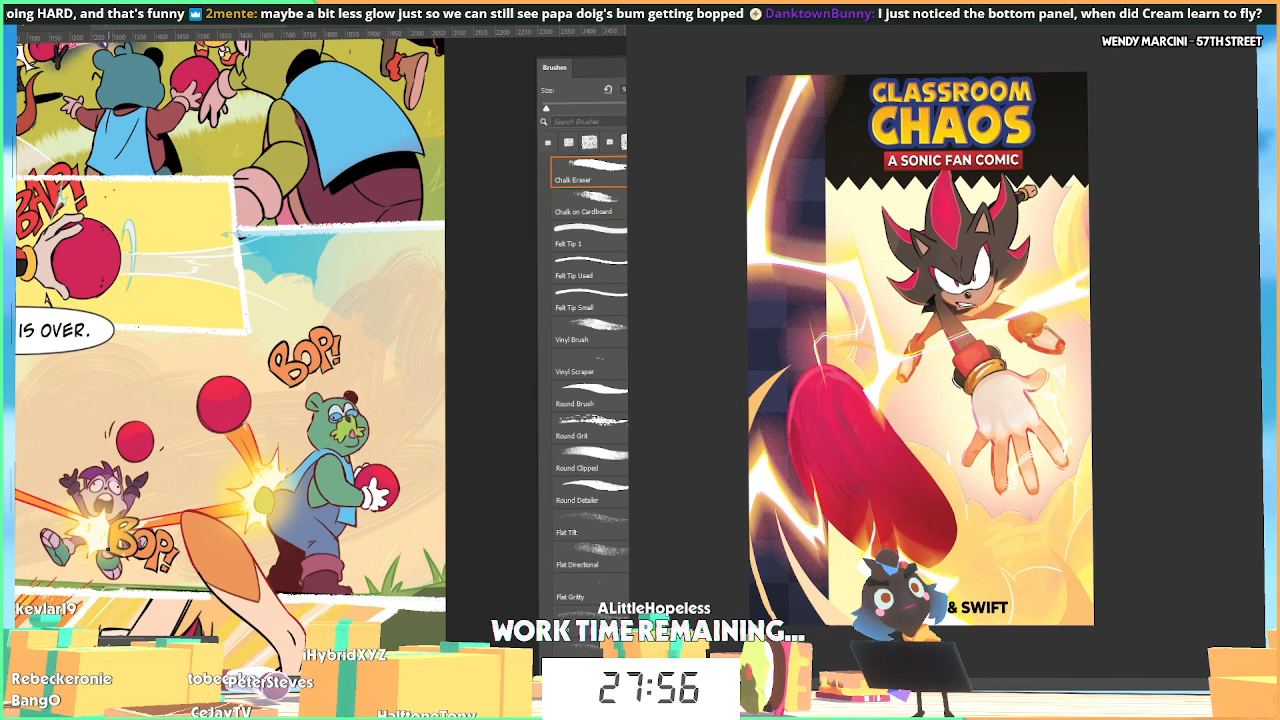 oing HARD, and that's funny 2mente: maybe a bit less glow just so we can still see papa doig's bum getting bopped DanktownBunny: I just noticed the bottom panel, when did Cream learn to fly?
WENDY MARCINI - 57TH STREET
Brushes
Size:
Search Brushes
Chalk Eraser
Chalk on Cardboard
Felt Tip 1
Felt Tip Used
Felt Tip Small
Vinyl Brush
Vinyl Scraper
Round Brush
Round Grit
Round Clipped
Round Detailer
Flat Tilt
Flat Directional
Flat Gritty
BAP!
IS OVER.
BOP!
BOP!
CLASSROOM
CHAOS
A SONIC FAN COMIC
& SWIFT
kevlar19
ALittleHopeless
WORK TIME REMAINING...
27:56
iHybridXYZ
Rebeckeronie
PeterSteves
BangO
CeJayTV
HalftoneTony